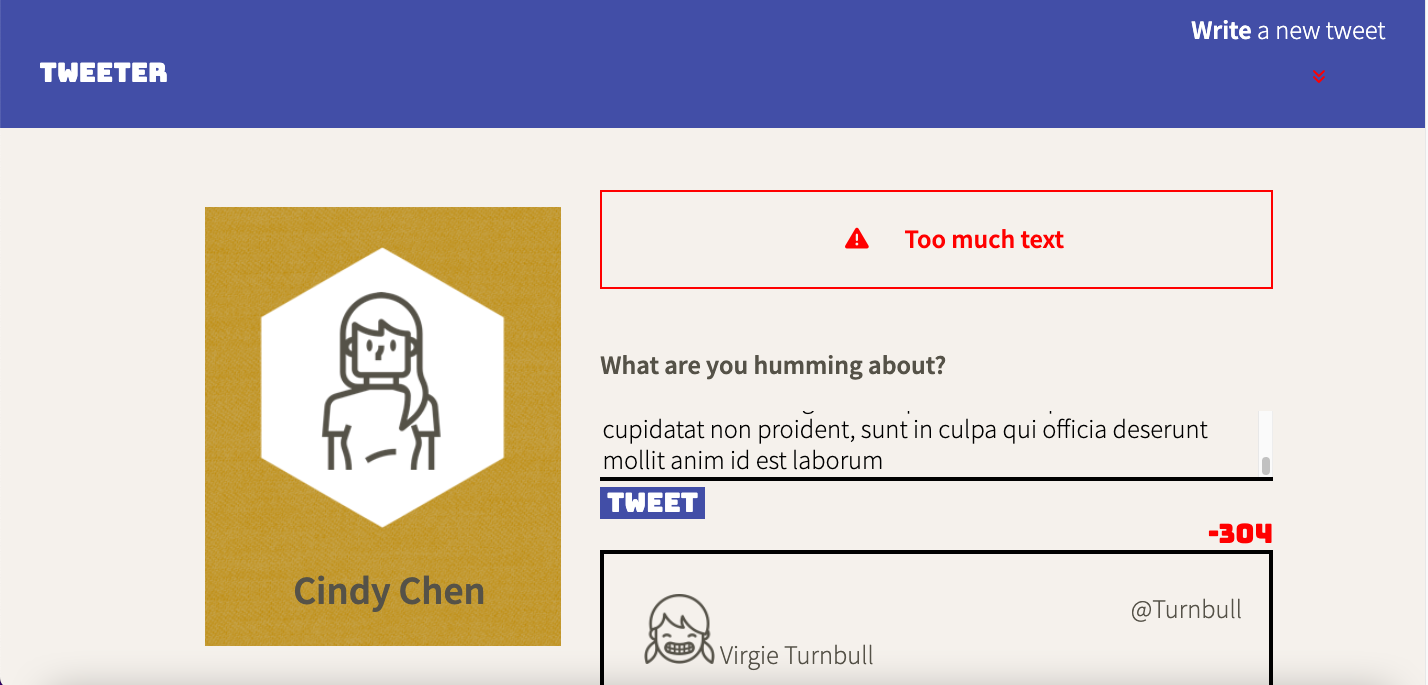 Write a new tweet
TWEETER
Too much text
What are you humming about?
cupidatat non proident, sunt in culpa qui officia deserunt
mollit anim id est laborum
TWEET
-304
Cindy Chen
@Turnbull
Virgie Turnbull